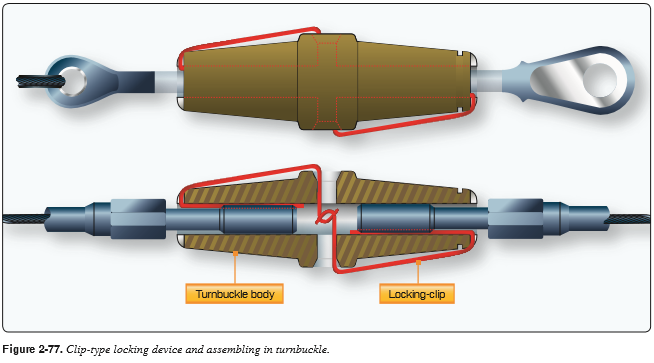 Turnbuckle body
Locking-clip
Figure 2-77. Clip-type locking device and assembling in turnbuckle.